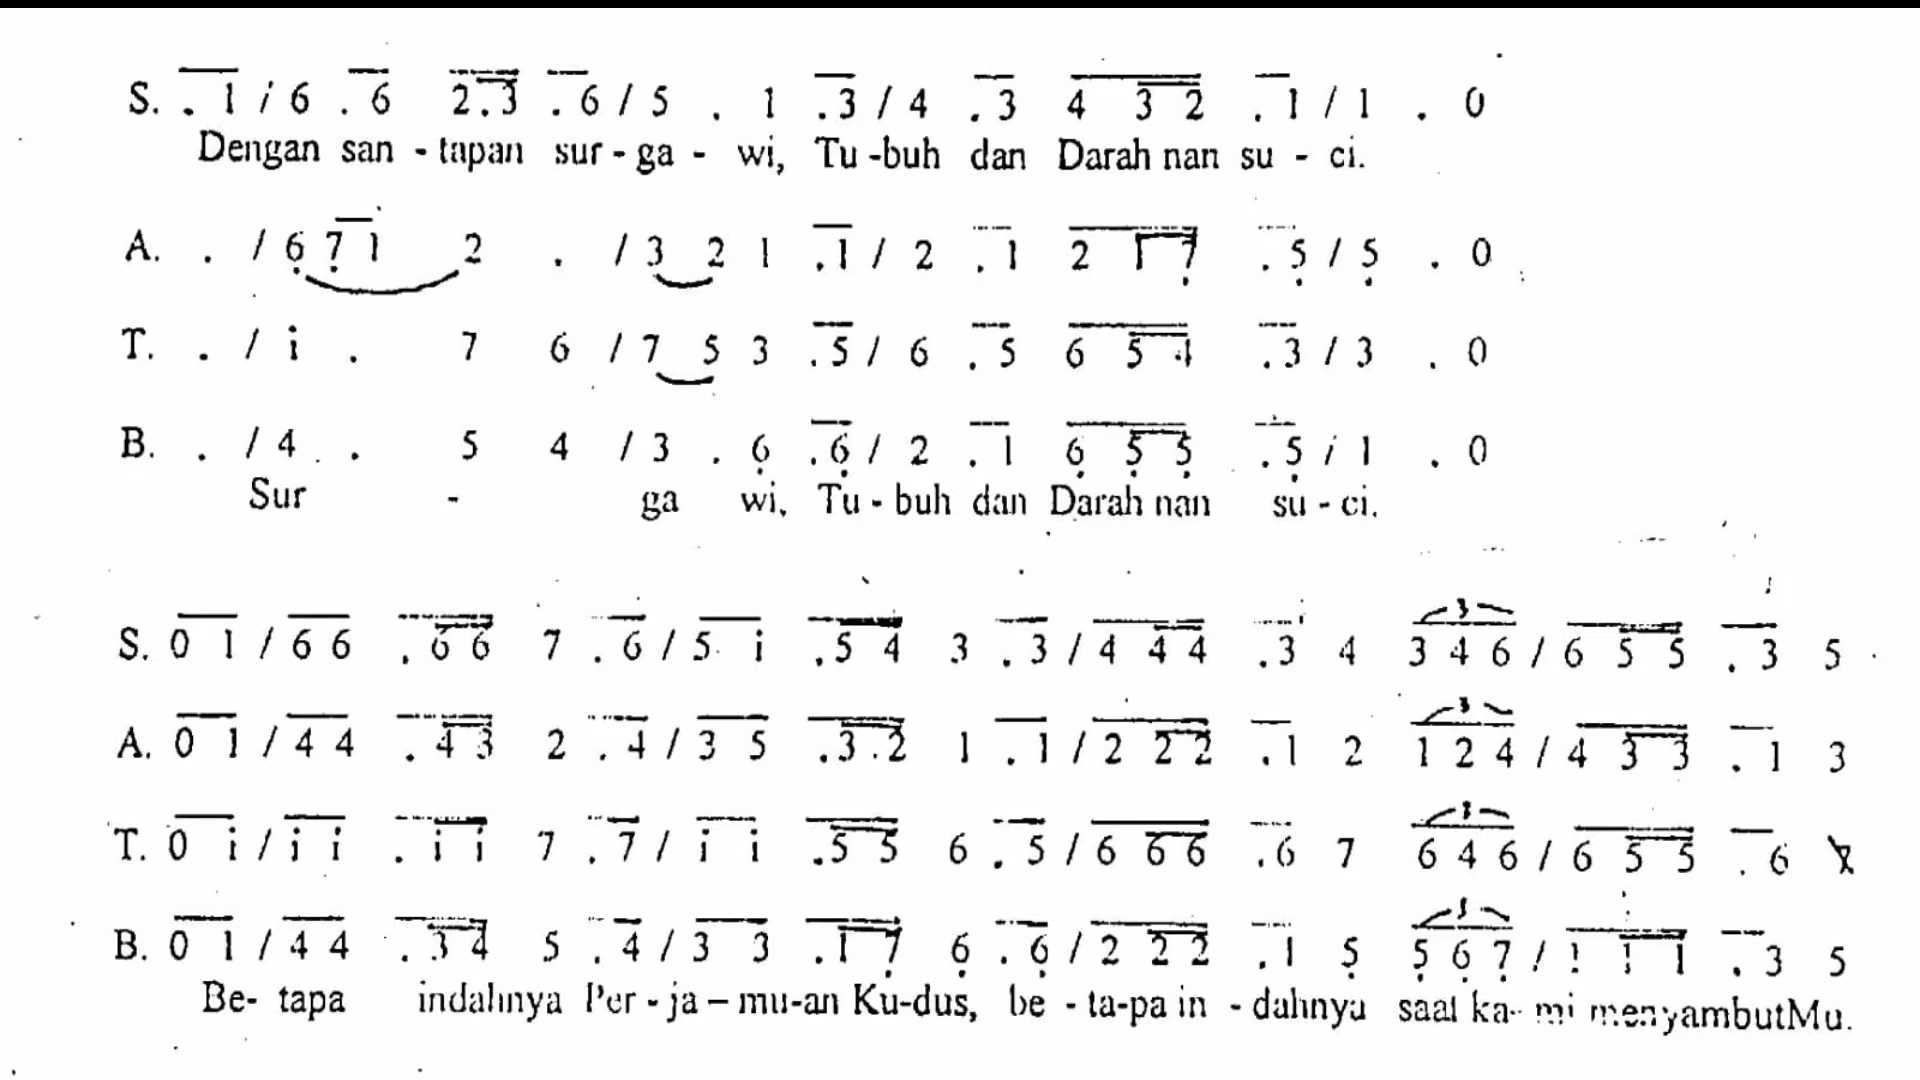 S. . 1 / 6 . 6 2 . 3 . 6 / 5 . 1 . 3 / 4 . 3 4 3 2 . 1 / 1 . 0
Dengan san - tapan sur - ga - wi, Tu - buh dan Darah nan su - ci.
A. . / 6 7 1 2 . / 3 2 1 . 1 / 2 . 1 2 1 7 . 5 / 5 . 0
T. . / i . 7 6 / 7 5 3 . 5 / 6 . 5 6 5 4 . 3 / 3 . 0
B. . / 4 . 5 4 / 3 . 6 . 6 / 2 . 1 6 5 5 . 5 / 1 . 0
Sur - ga wi, Tu - buh dan Darah nan su - ci.
S. 0 1 / 6 6 . 6 6 7 . 6 / 5 i . 5 4 3 . 3 / 4 4 4 . 3 4 3 4 6 / 6 5 5 . 3 5
A. 0 1 / 4 4 . 4 3 2 . 4 / 3 5 . 3 . 2 1 . 1 / 2 2 2 . 1 2 1 2 4 / 4 3 3 . 1 3
T. 0 i / i i . i i 7 . 7 / i i . 5 5 6 . 5 / 6 6 6 . 6 7 6 4 6 / 6 5 5 . 6
B. 0 1 / 4 4 . 3 4 5 . 4 / 3 3 . 1 7 6 . 6 / 2 2 2 . 1 5 5 6 7 / 1 1 1 . 3 5
Be- tapa indahnya Per - ja – mu-an Ku-dus, be - ta-pa in - dahnya saat ka- mi menyambutMu.